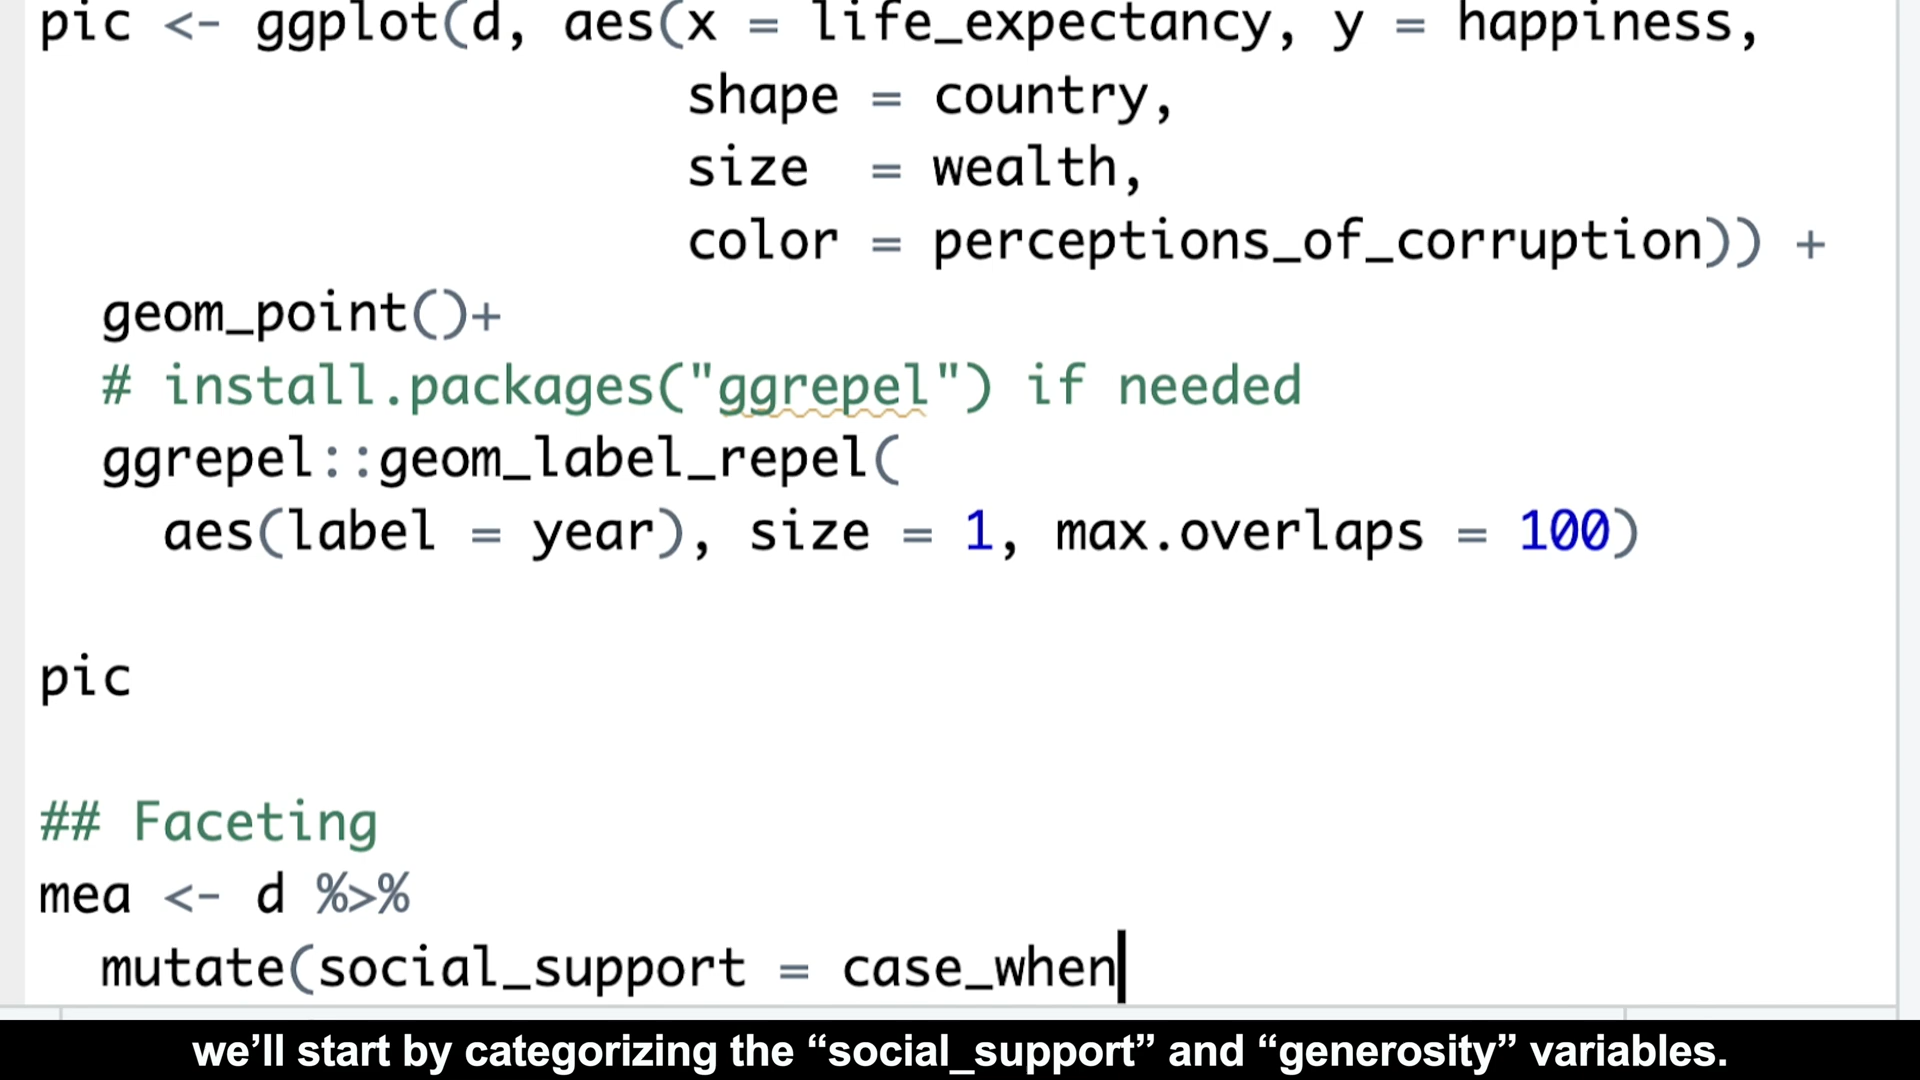 pic <- ggplot(d, aes(x = life_expectancy, y = happiness,
shape = country,
size  = wealth,
color = perceptions_of_corruption)) +
geom_point()+
# install.packages("ggrepel") if needed
ggrepel::geom_label_repel(
aes(label = year), size = 1, max.overlaps = 100)
pic
## Faceting
mea <- d %>%
mutate(social_support = case_when
we’ll start by categorizing the “social_support” and “generosity” variables.